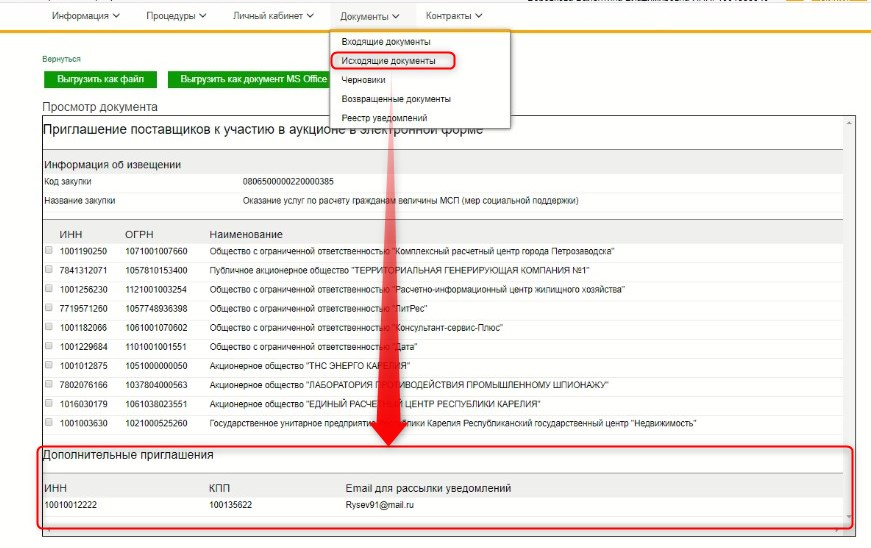 Информация Процедуры Личный кабинет Документы Контракты
Входящие документы
Исходящие документы
Черновики
Возвращенные документы
Реестр уведомлений
Вернуться
Выгрузить как файл Выгрузить как документ MS Office
Просмотр документа
Приглашение поставщиков к участию в аукционе в электронной форме
Информация об извещении
Код закупки 0806500000220000385
Название закупки Оказание услуг по расчету гражданам величины МСП (мер социальной поддержки)
ИНН ОГРН Наименование
1001190250 1071001007660 Общество с ограниченной ответственностью "Комплексный расчетный центр города Петрозаводска"
7841312071 1057810153400 Публичное акционерное общество "ТЕРРИТОРИАЛЬНАЯ ГЕНЕРИРУЮЩАЯ КОМПАНИЯ №1"
1001256230 1121001003254 Общество с ограниченной ответственностью "Расчетно-информационный центр жилищного хозяйства"
7719571260 1057748936398 Общество с ограниченной ответственностью "ЛитРес"
1001182066 1061001070602 Общество с ограниченной ответственностью "Консультант-сервис-Плюс"
1001229684 1101001001551 Общество с ограниченной ответственностью "Дата"
1001012875 1051000000050 Акционерное общество "ТНС ЭНЕРГО КАРЕЛИЯ"
7802076166 1037804000563 Акционерное общество "ЛАБОРАТОРИЯ ПРОТИВОДЕЙСТВИЯ ПРОМЫШЛЕННОМУ ШПИОНАЖУ"
1016030179 1061038023551 Акционерное общество "ЕДИНЫЙ РАСЧЕТНЫЙ ЦЕНТР РЕСПУБЛИКИ КАРЕЛИЯ"
1001003630 1021000525260 Государственное унитарное предприятие Республики Карелия Республиканский государственный центр "Недвижимость"
Дополнительные приглашения
ИНН КПП Email для рассылки уведомлений
10010012222 100135622 Rysev91@mail.ru